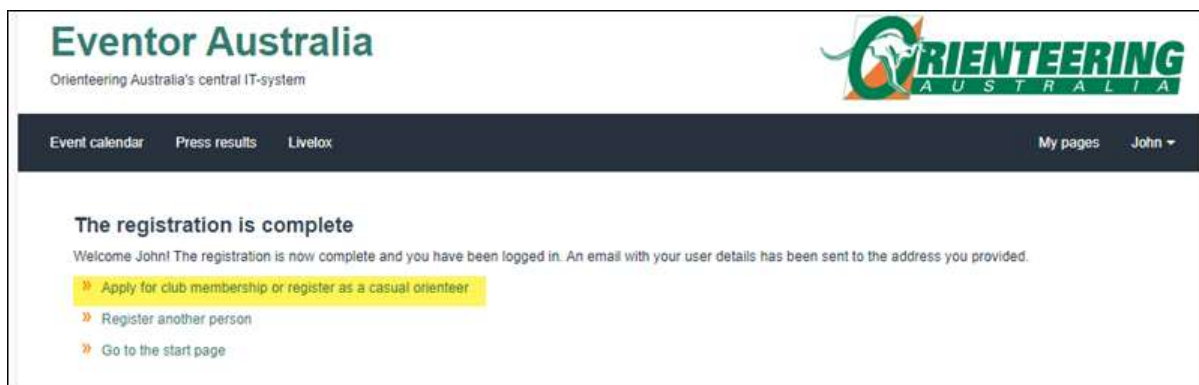 Eventor Australia
Orienteering Australia's central IT-system
ORIENTEERING
AUSTRALIA
Event calendar Press results Livelox My pages John
The registration is complete
Welcome John! The registration is now complete and you have been logged in. An email with your user details has been sent to the address you provided.
» Apply for club membership or register as a casual orienteer
» Register another person
» Go to the start page